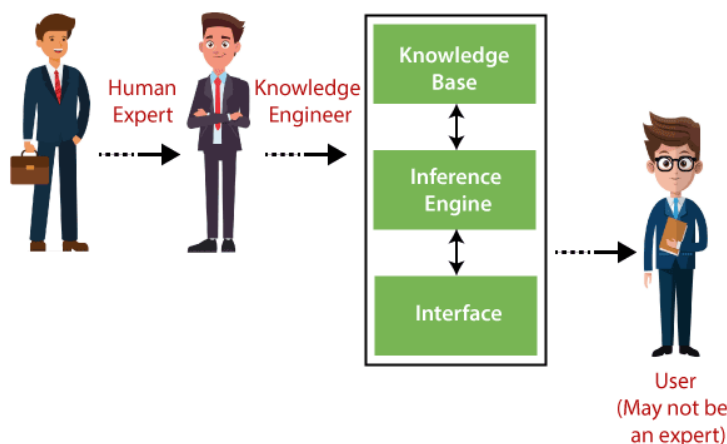 Human
Expert
Knowledge
Engineer
Knowledge
Base
Inference
Engine
Interface
User
(May not be
an expert)